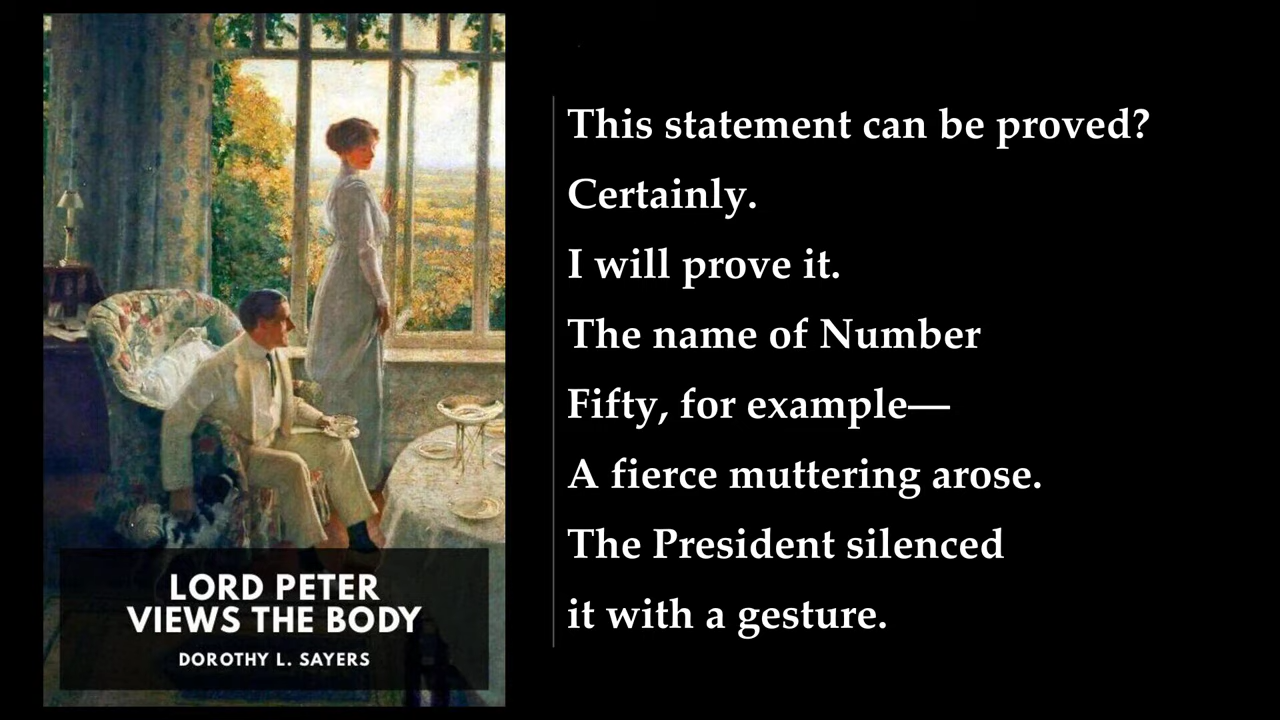 LORD PETER
VIEWS THE BODY
DOROTHY L. SAYERS
This statement can be proved?
Certainly.
I will prove it.
The name of Number
Fifty, for example—
A fierce muttering arose.
The President silenced
it with a gesture.